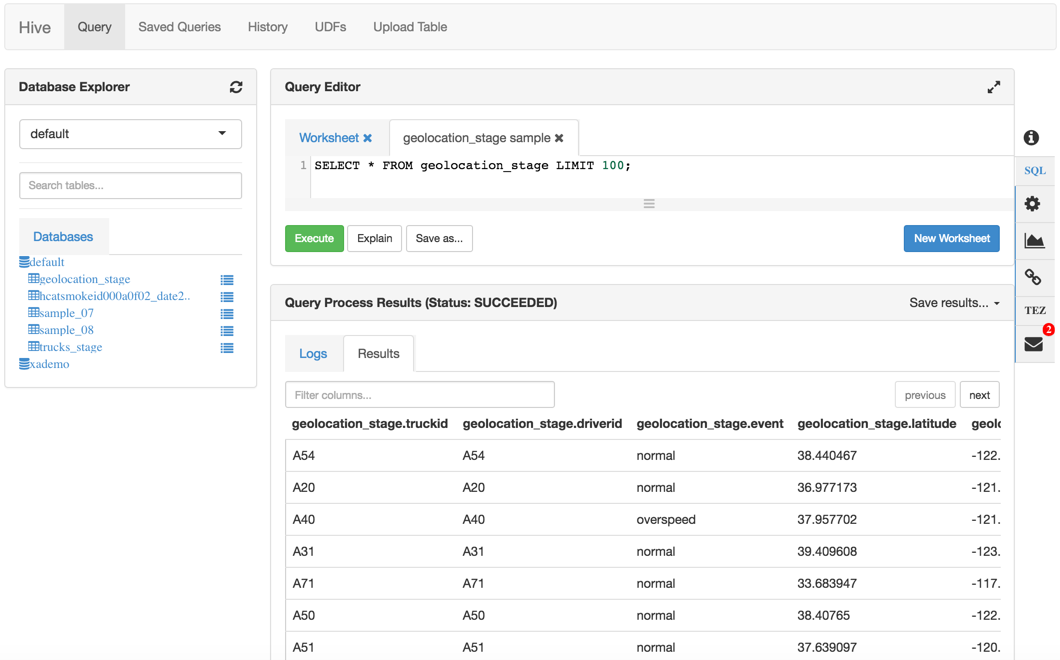 Hive Query Saved Queries History UDFs Upload Table
Database Explorer
default
Search tables...
Databases
default
geolocation_stage
hcatsmokeid000a0f02_date2..
sample_07
sample_08
trucks_stage
xademo
Query Editor
Worksheet geolocation_stage sample
1 SELECT * FROM geolocation_stage LIMIT 100;
Execute Explain Save as... New Worksheet
Query Process Results (Status: SUCCEEDED) Save results...
Logs Results
Filter columns... previous next
geolocation_stage.truckid geolocation_stage.driverid geolocation_stage.event geolocation_stage.latitude geolo
A54 A54 normal 38.440467 -122.
A20 A20 normal 36.977173 -121.
A40 A40 overspeed 37.957702 -121.
A31 A31 normal 39.409608 -123.
A71 A71 normal 33.683947 -117.
A50 A50 normal 38.40765 -122.
A51 A51 normal 37.639097 -120.
SQL
TEZ
2